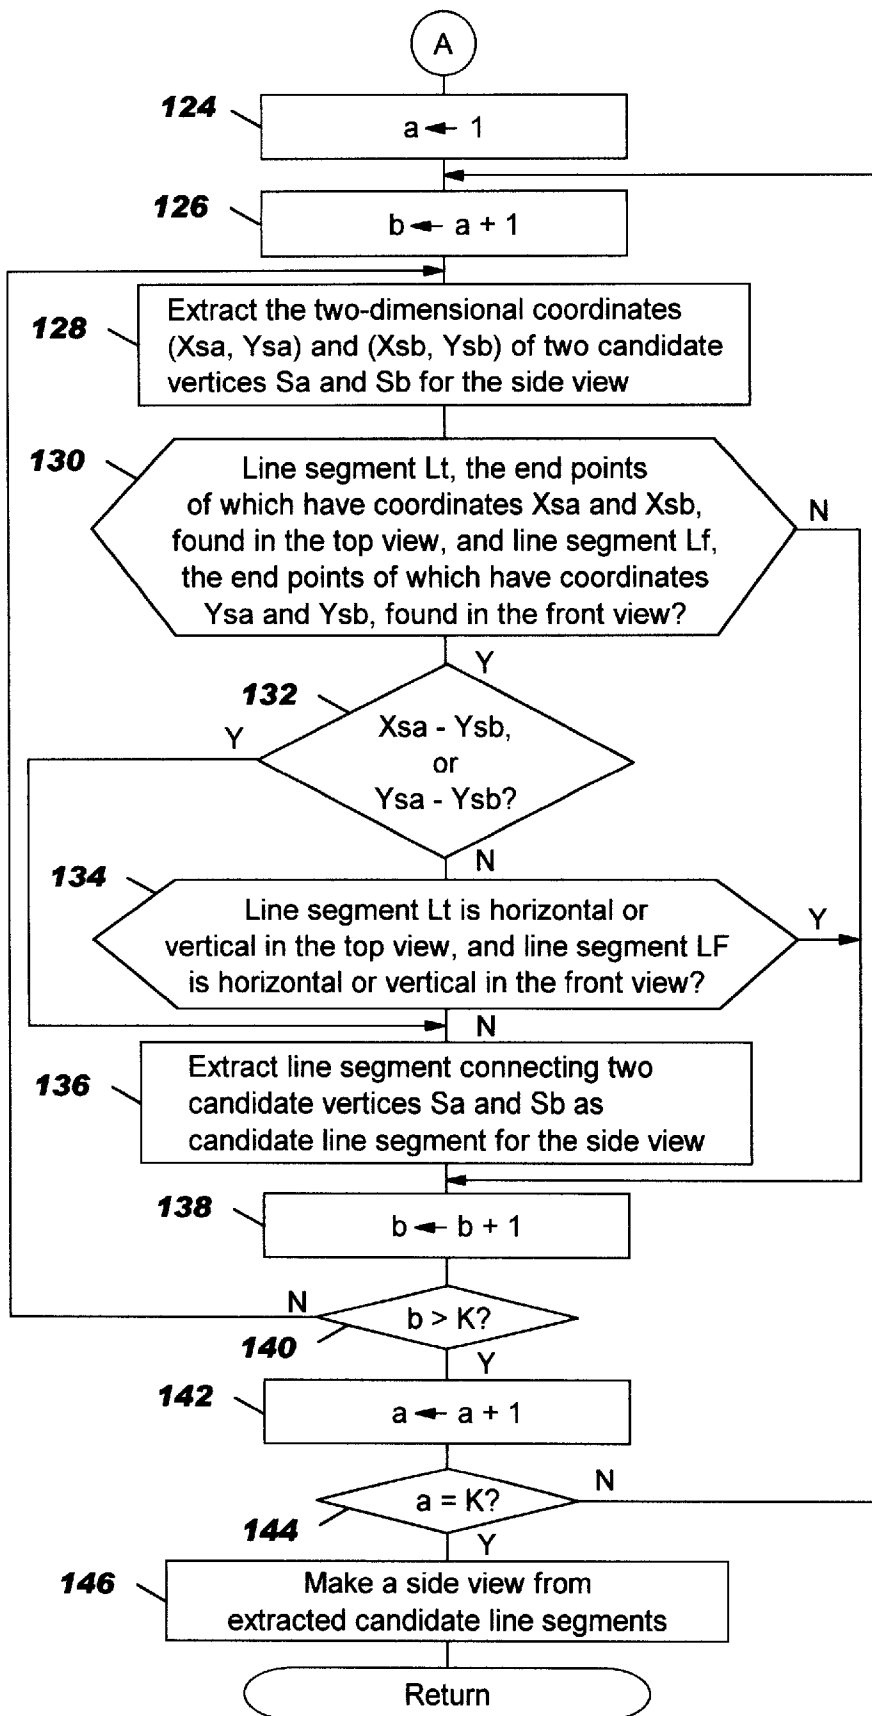 A
124
a ← 1
126
b ← a + 1
128
Extract the two-dimensional coordinates
(Xsa, Ysa) and (Xsb, Ysb) of two candidate
vertices Sa and Sb for the side view
130
Line segment Lt, the end points
of which have coordinates Xsa and Xsb,
found in the top view, and line segment Lf,
the end points of which have coordinates
Ysa and Ysb, found in the front view?
N
Y
132
Y
Xsa - Ysb,
or
Ysa - Ysb?
N
134
Line segment Lt is horizontal or
vertical in the top view, and line segment LF
is horizontal or vertical in the front view?
Y
N
136
Extract line segment connecting two
candidate vertices Sa and Sb as
candidate line segment for the side view
138
b ← b + 1
N
b > K?
140
Y
142
a ← a + 1
N
a = K?
144
Y
146
Make a side view from
extracted candidate line segments
Return